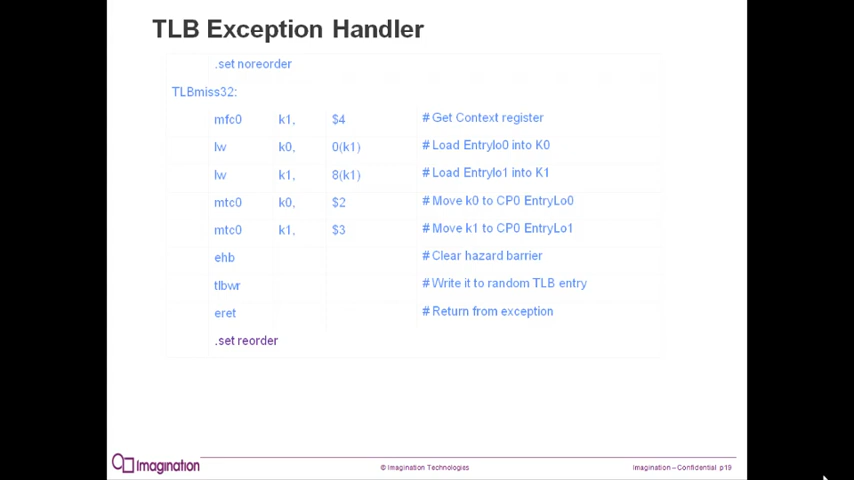 TLB Exception Handler
.set noreorder
TLBmiss32:
mfc0 k1, $4 # Get Context register
lw k0, 0(k1) # Load Entrylo0 into K0
lw k1, 8(k1) # Load Entrylo1 into K1
mtc0 k0, $2 # Move k0 to CP0 EntryLo0
mtc0 k1, $3 # Move k1 to CP0 EntryLo1
ehb # Clear hazard barrier
tlbwr # Write it to random TLB entry
eret # Return from exception
.set reorder
Imagination © Imagination Technologies Imagination – Confidential p19